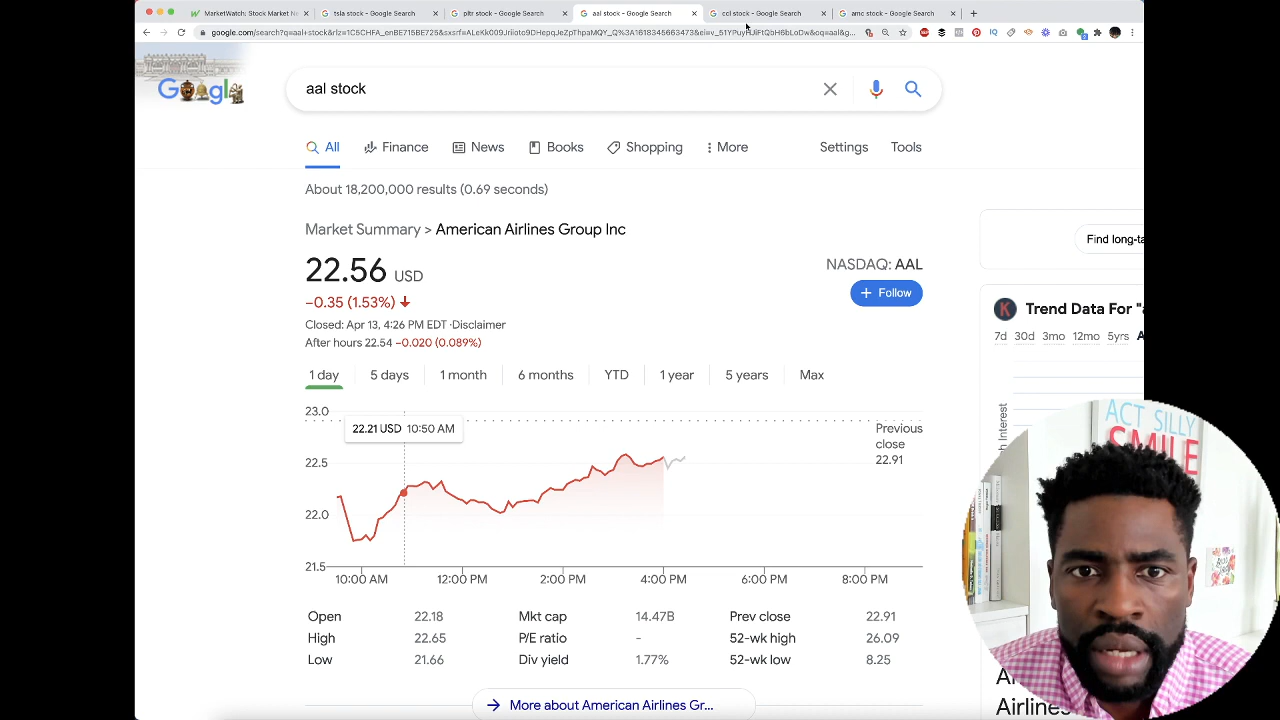 MarketWatch: Stock Market N
tsla stock - Google Search
pltr stock - Google Search
aal stock - Google Search
ccl stock - Google Search
amc stock - Google Search
Google
aal stock
All
Finance
News
Books
Shopping
More
Settings
Tools
About 18,200,000 results (0.69 seconds)
Market Summary > American Airlines Group Inc
22.56 USD
NASDAQ: AAL
−0.35 (1.53%)
+ Follow
Closed: Apr 13, 4:26 PM EDT · Disclaimer
After hours 22.54 −0.020 (0.089%)
1 day
5 days
1 month
6 months
YTD
1 year
5 years
Max
23.0
22.5
22.0
21.5
22.21 USD 10:50 AM
Previous
close
22.91
10:00 AM
12:00 PM
2:00 PM
4:00 PM
6:00 PM
8:00 PM
Open 22.18 Mkt cap 14.47B Prev close 22.91
High 22.65 P/E ratio - 52-wk high 26.09
Low 21.66 Div yield 1.77% 52-wk low 8.25
More about American Airlines Gr...
Find long-ta
K
Trend Data For "a
7d 30d 3mo 12mo 5yrs A
Interest
ACT SILLY
SMILE
Airlines